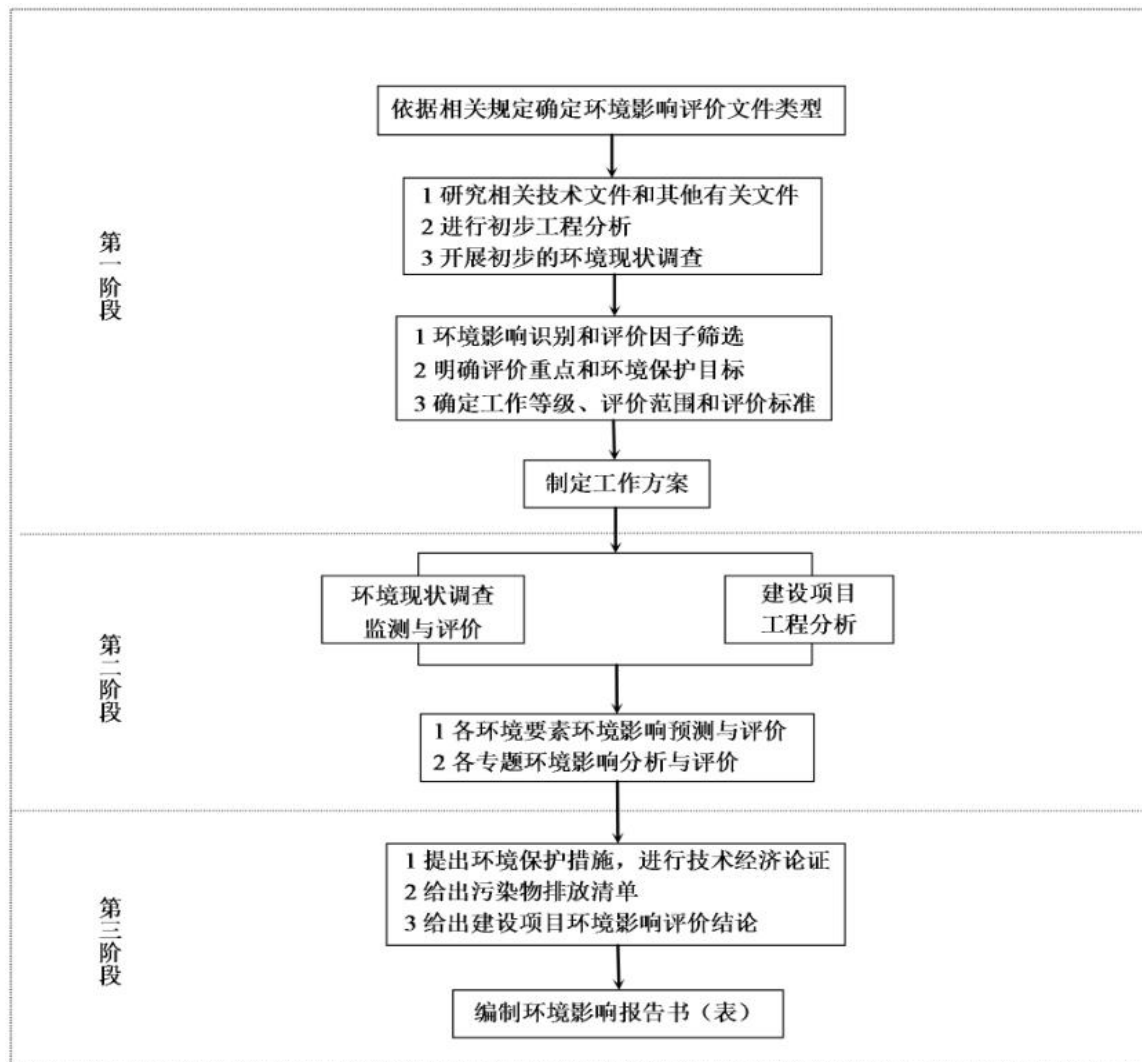 依据相关规定确定环境影响评价文件类型
1 研究相关技术文件和其他有关文件
2 进行初步工程分析
3 开展初步的环境现状调查
第一阶段
1 环境影响识别和评价因子筛选
2 明确评价重点和环境保护目标
3 确定工作等级、评价范围和评价标准
制定工作方案
环境现状调查
监测与评价
建设项目
工程分析
第二阶段
1 各环境要素环境影响预测与评价
2 各专题环境影响分析与评价
1 提出环境保护措施，进行技术经济论证
2 给出污染物排放清单
3 给出建设项目环境影响评价结论
第三阶段
编制环境影响报告书（表）